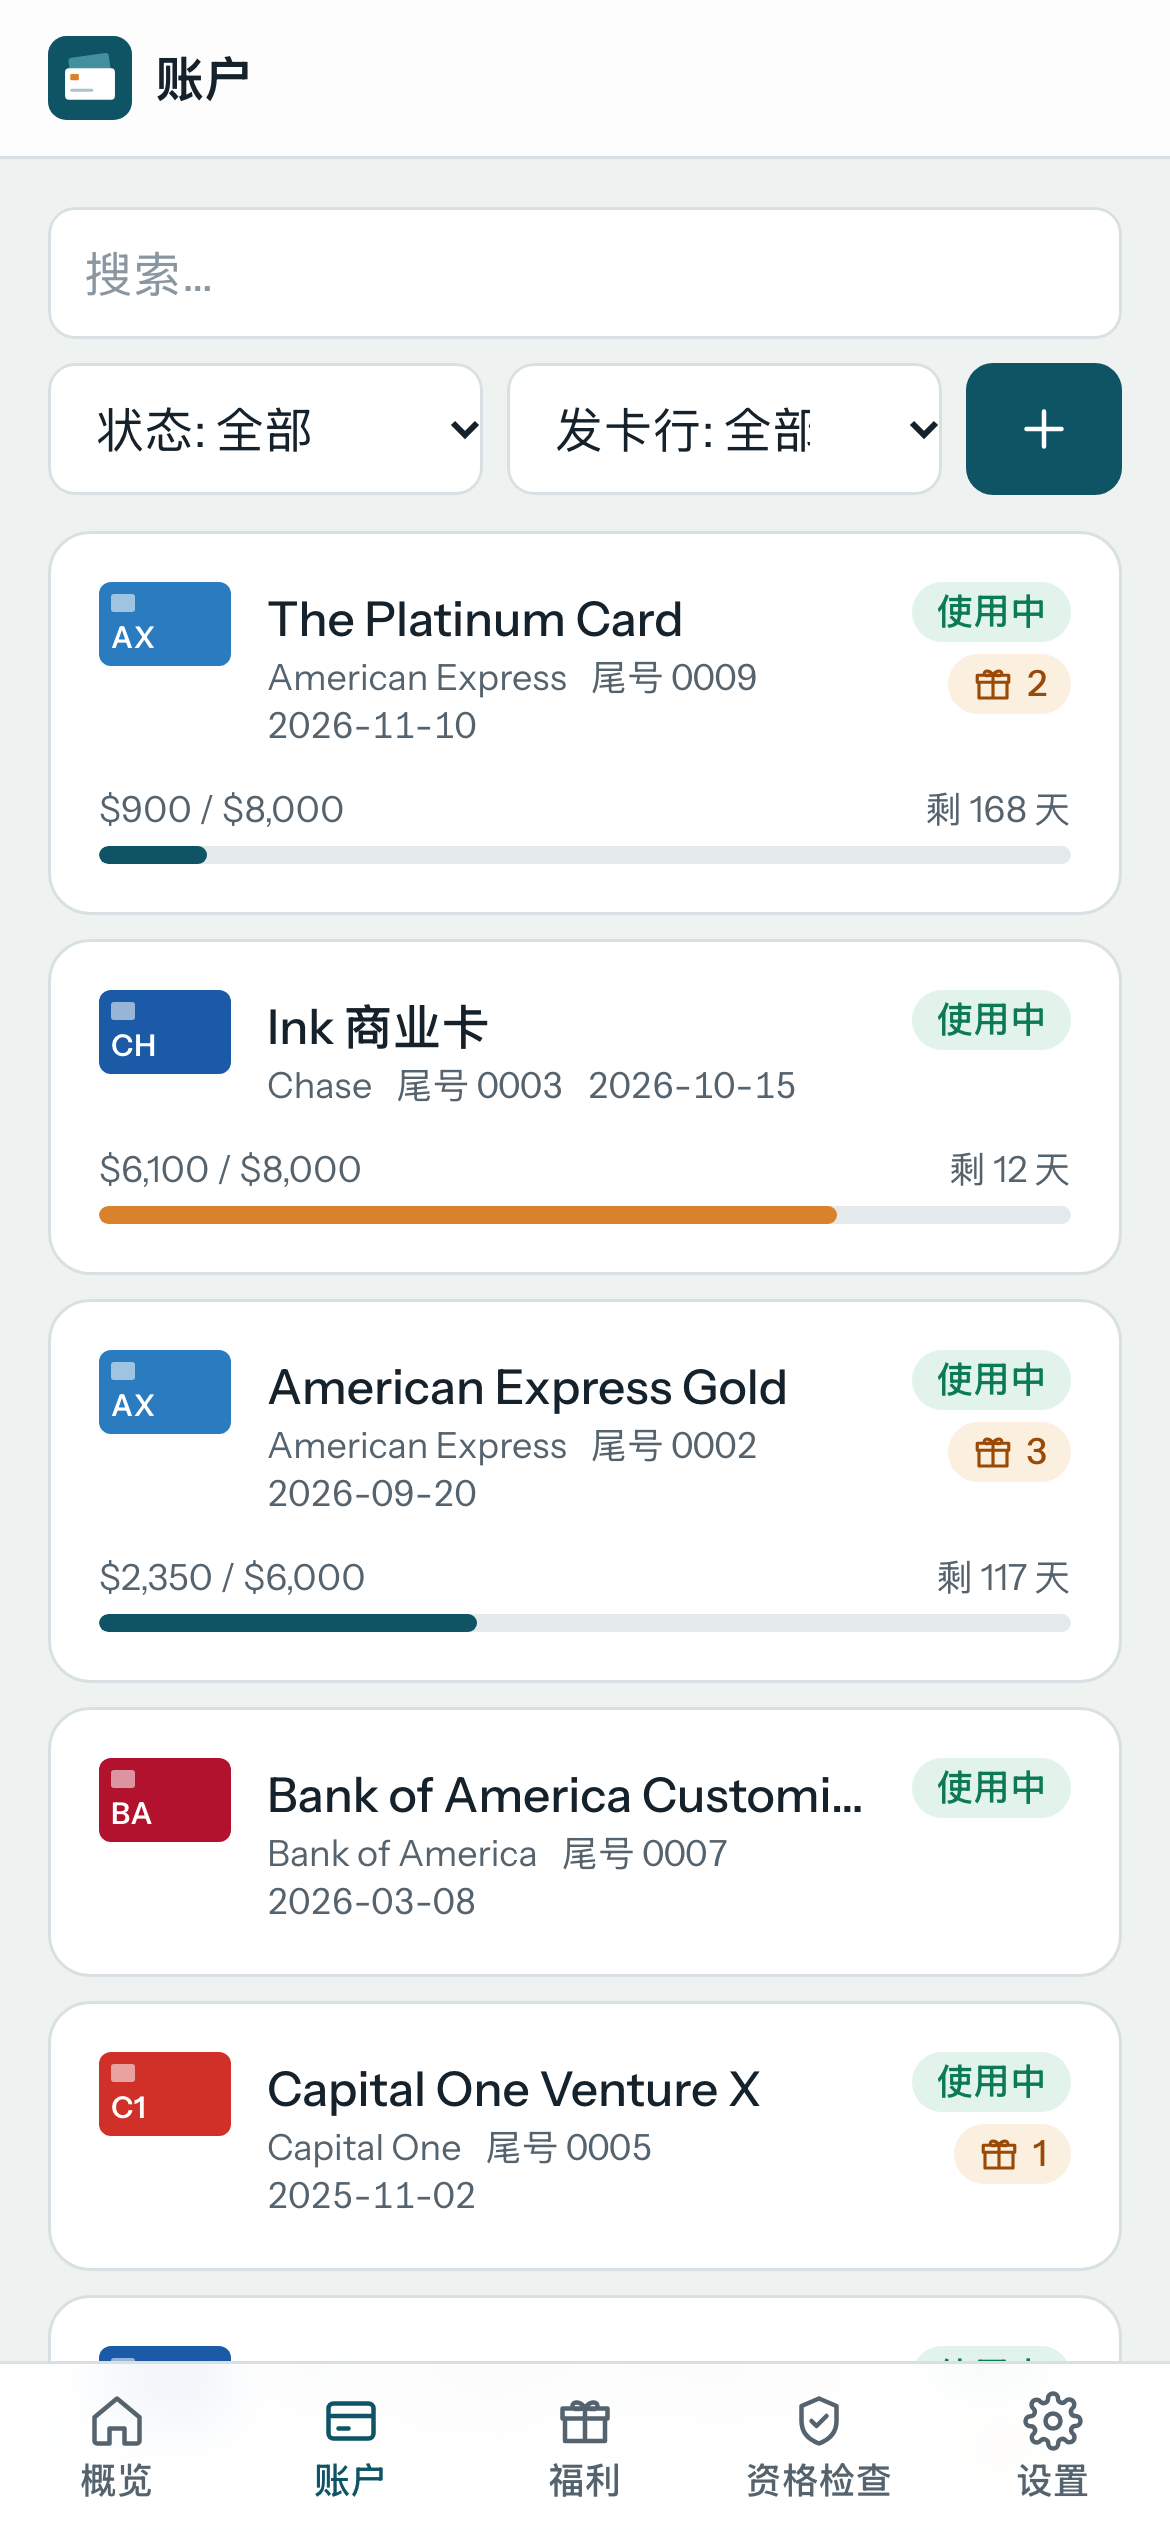 账户
搜索...
状态: 全部
发卡行: 全部
The Platinum Card
使用中
AX
American Express 尾号 0009
2
2026-11-10
$900 / $8,000
剩 168 天
Ink 商业卡
使用中
CH
Chase 尾号 0003 2026-10-15
$6,100 / $8,000
剩 12 天
American Express Gold
使用中
AX
American Express 尾号 0002
3
2026-09-20
$2,350 / $6,000
剩 117 天
Bank of America Customi...
使用中
BA
Bank of America 尾号 0007
2026-03-08
Capital One Venture X
使用中
C1
Capital One 尾号 0005
1
2025-11-02
概览
账户
福利
资格检查
设置